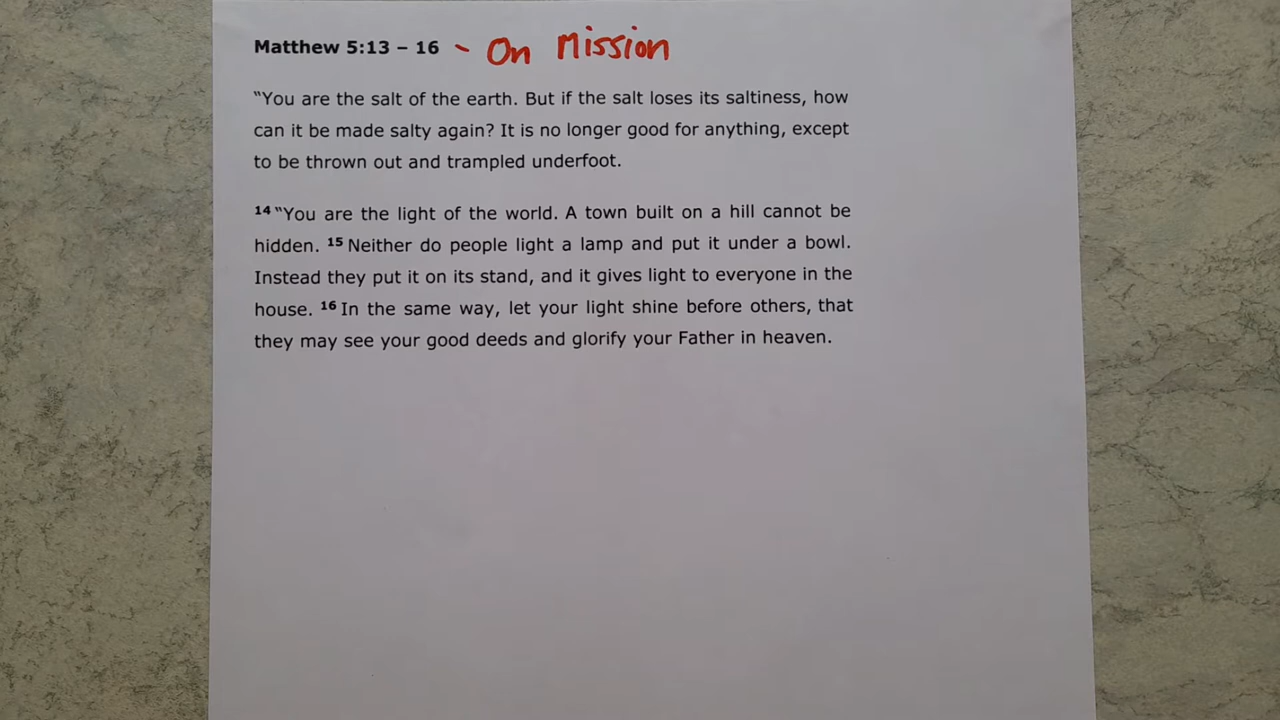 Matthew 5:13 – 16 - On Mission
"You are the salt of the earth. But if the salt loses its saltiness, how
can it be made salty again? It is no longer good for anything, except
to be thrown out and trampled underfoot.
14 "You are the light of the world. A town built on a hill cannot be
hidden. 15 Neither do people light a lamp and put it under a bowl.
Instead they put it on its stand, and it gives light to everyone in the
house. 16 In the same way, let your light shine before others, that
they may see your good deeds and glorify your Father in heaven.